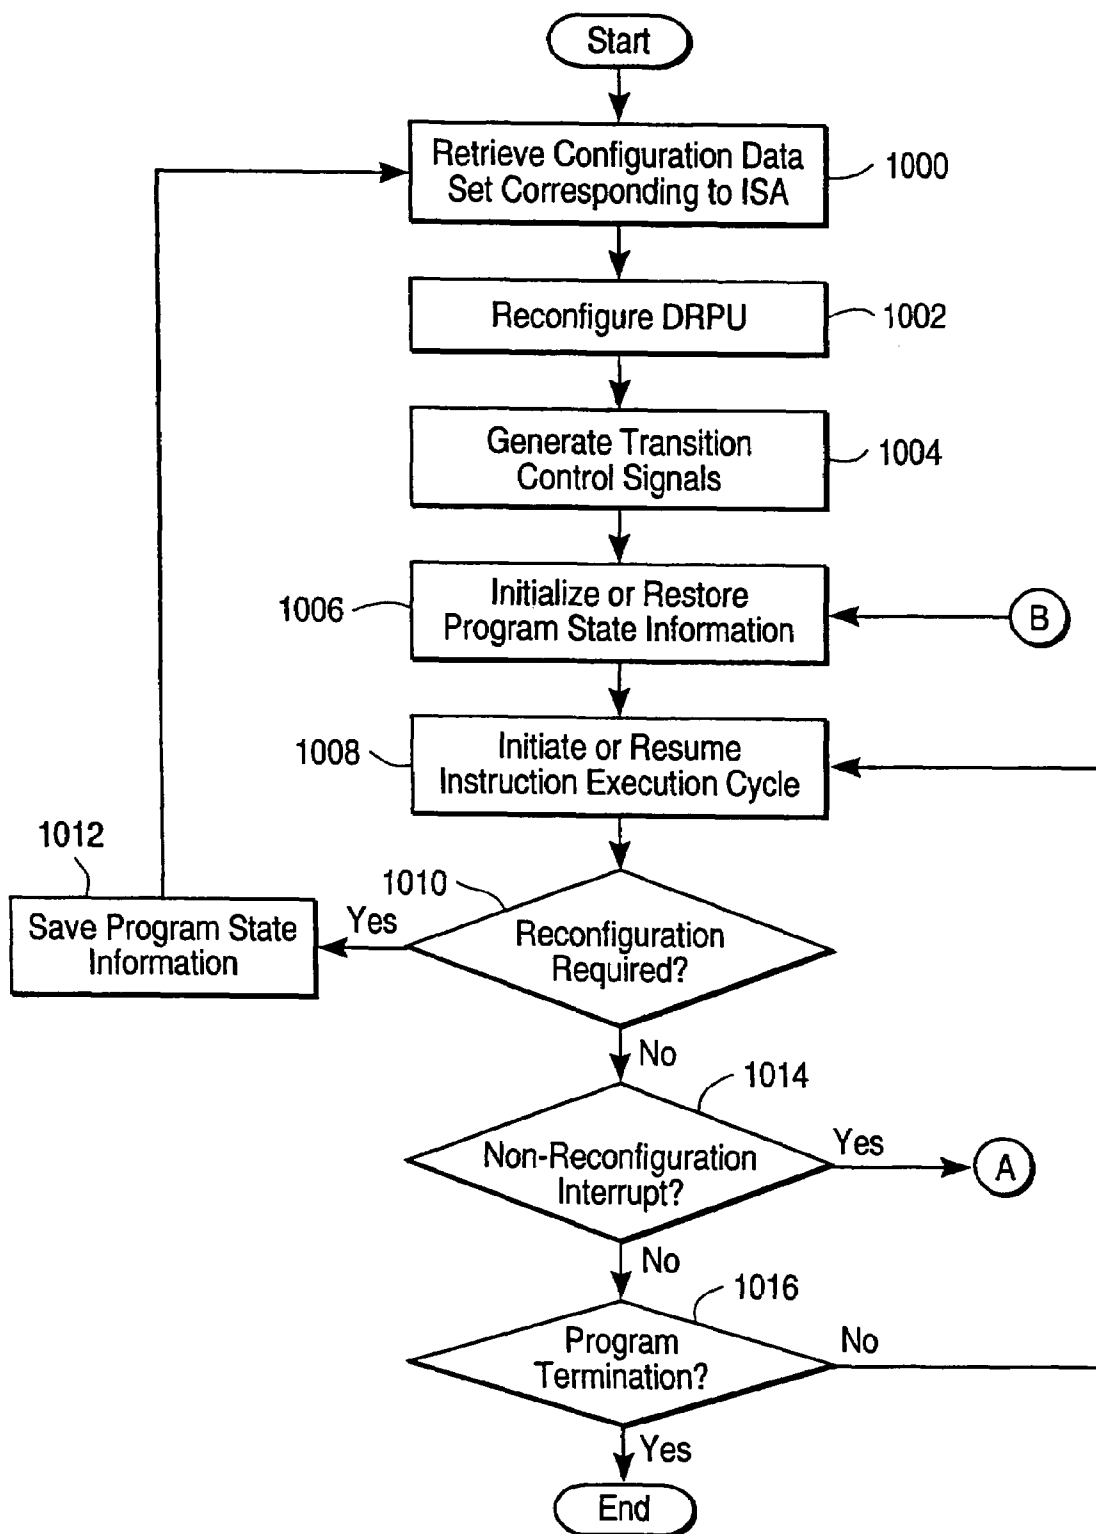 Start
Retrieve Configuration Data
Set Corresponding to ISA
1000
Reconfigure DRPU
1002
Generate Transition
Control Signals
1004
1006
Initialize or Restore
Program State Information
B
1008
Initiate or Resume
Instruction Execution Cycle
1012
Save Program State
Information
Yes
1010
Reconfiguration
Required?
No
1014
Non-Reconfiguration
Interrupt?
Yes
A
No
1016
Program
Termination?
No
Yes
End